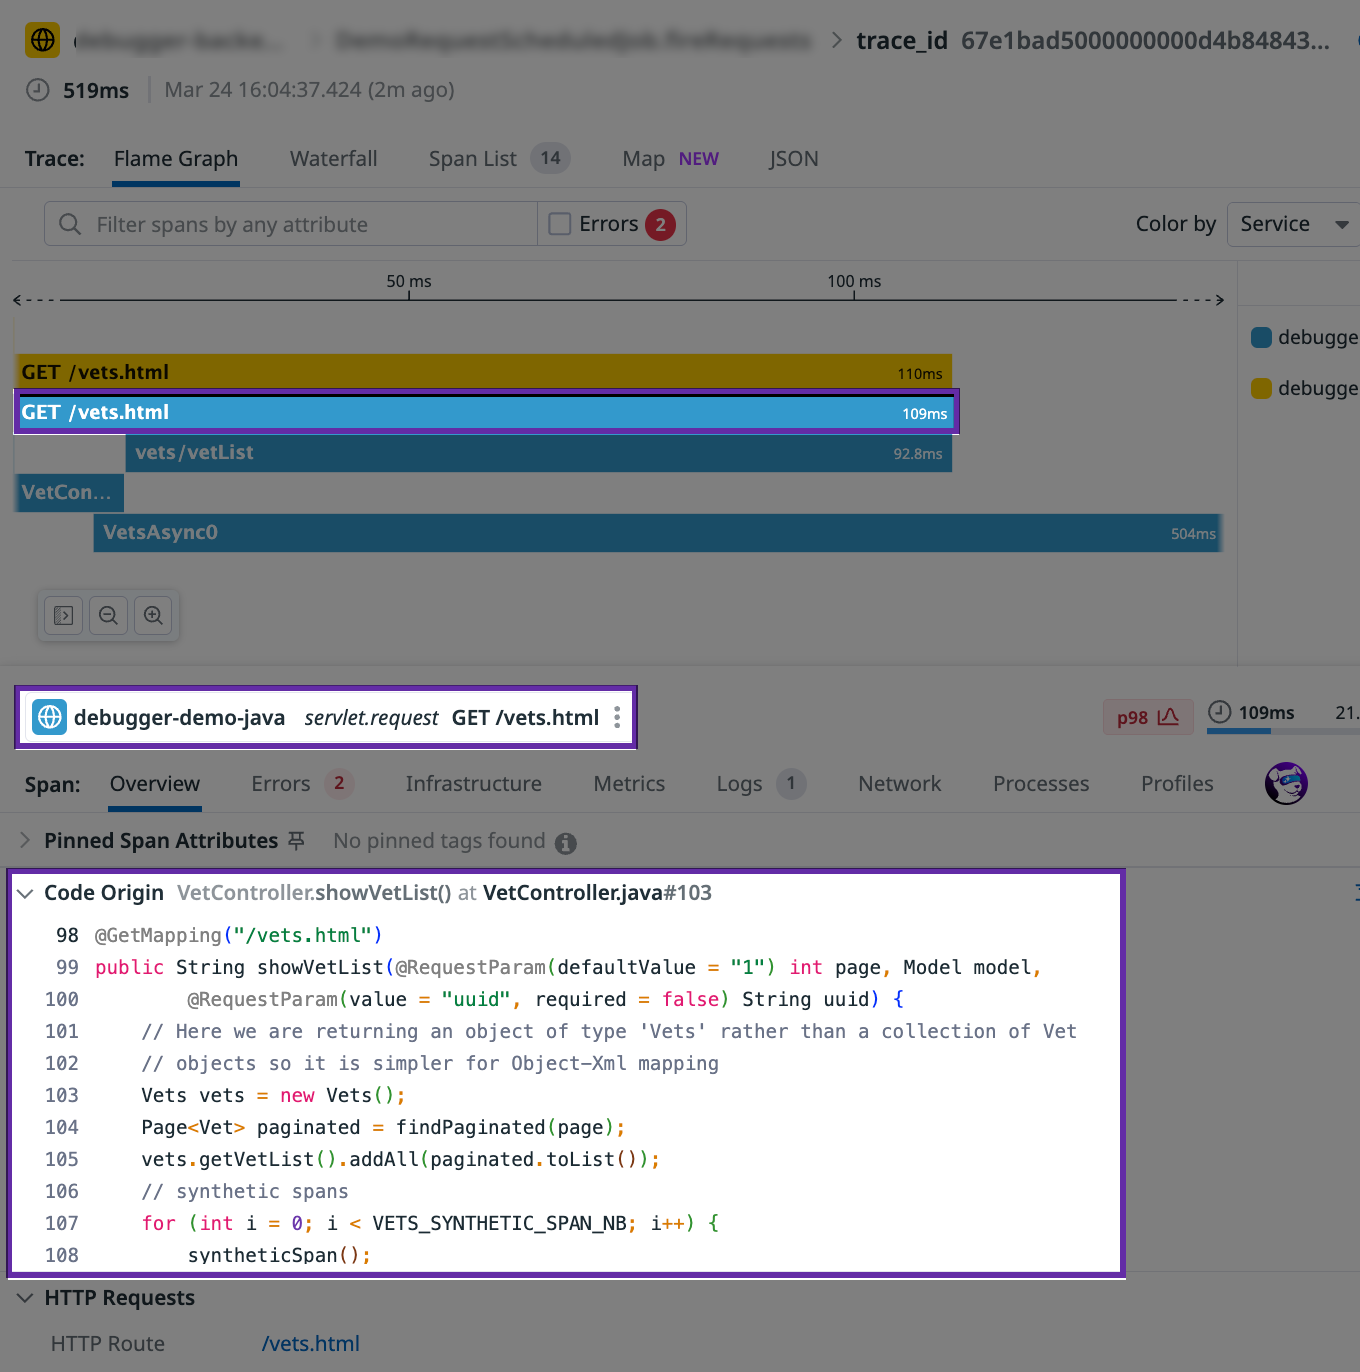 trace_id 67e1bad5000000000d4b84843...
519ms Mar 24 16:04:37.424 (2m ago)
Trace: Flame Graph Waterfall Span List 14 Map NEW JSON
Filter spans by any attribute Errors 2 Color by Service
50 ms 100 ms
debugge
GET /vets.html 110ms
debugge
GET /vets.html 109ms
vets/vetList 92.8ms
VetCon...
VetsAsync0 504ms
debugger-demo-java servlet.request GET /vets.html p98 109ms 21.
Span: Overview Errors 2 Infrastructure Metrics Logs 1 Network Processes Profiles
Pinned Span Attributes No pinned tags found
Code Origin VetController.showVetList() at VetController.java#103
98 @GetMapping("/vets.html")
99 public String showVetList(@RequestParam(defaultValue = "1") int page, Model model,
100 @RequestParam(value = "uuid", required = false) String uuid) {
101 // Here we are returning an object of type 'Vets' rather than a collection of Vet
102 // objects so it is simpler for Object-Xml mapping
103 Vets vets = new Vets();
104 Page<Vet> paginated = findPaginated(page);
105 vets.getVetList().addAll(paginated.toList());
106 // synthetic spans
107 for (int i = 0; i < VETS_SYNTHETIC_SPAN_NB; i++) {
108 syntheticSpan();
HTTP Requests
HTTP Route /vets.html